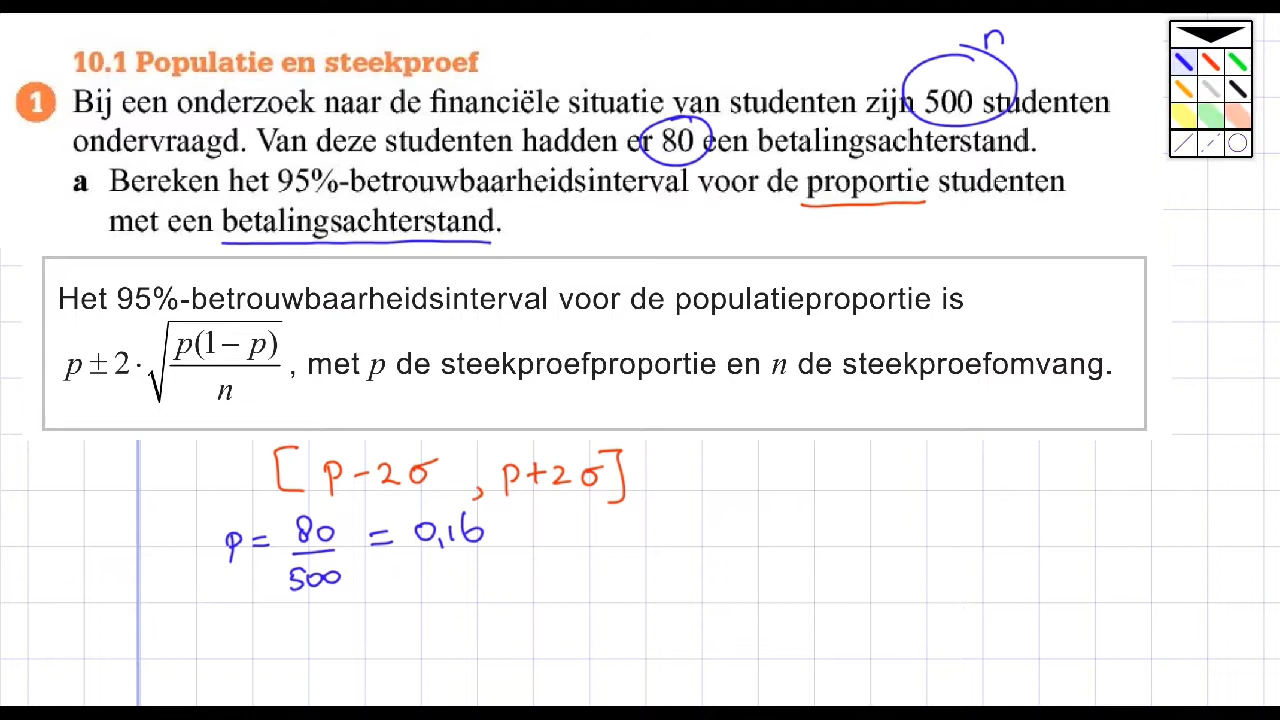 n
10.1 Populatie en steekproef
1 Bij een onderzoek naar de financiële situatie van studenten zijn 500 studenten
ondervraagd. Van deze studenten hadden er 80 een betalingsachterstand.
a Bereken het 95%-betrouwbaarheidsinterval voor de proportie studenten
met een betalingsachterstand.
Het 95%-betrouwbaarheidsinterval voor de populatieproportie is
p ± 2 · √(p(1 − p)/n) , met p de steekproefproportie en n de steekproefomvang.
[ p − 2σ , p + 2σ ]
p = 80/500 = 0,16